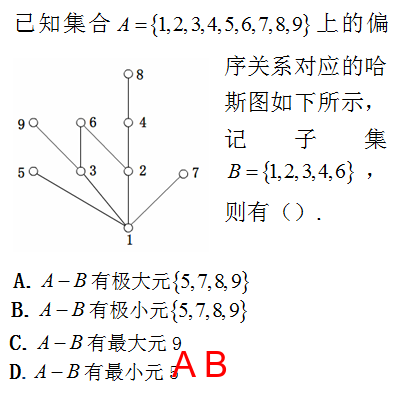 已知集合 A={1,2,3,4,5,6,7,8,9} 上的偏
序关系对应的哈
斯图如下所示，
记子集
B={1,2,3,4,6}，
则有（）.
8
9
6
4
5
3
2
7
1
A. A－B 有极大元{5,7,8,9}
B. A－B 有极小元{5,7,8,9}
C. A－B 有最大元 9
D. A－B 有最小元 5
A B